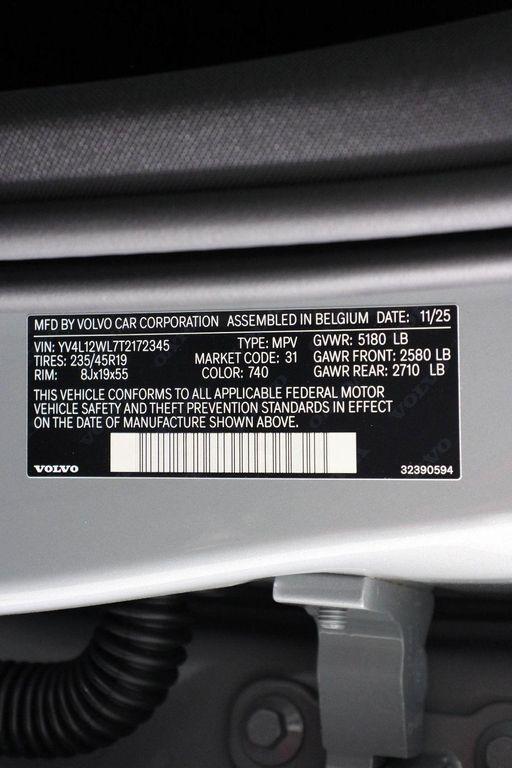 MFD BY VOLVO CAR CORPORATION ASSEMBLED IN BELGIUM DATE: 11/25
VIN: YV4L12WL7T2172345 TYPE: MPV GVWR: 5180 LB
TIRES: 235/45R19 MARKET CODE: 31 GAWR FRONT: 2580 LB
RIM: 8Jx19x55 COLOR: 740 GAWR REAR: 2710 LB
THIS VEHICLE CONFORMS TO ALL APPLICABLE FEDERAL MOTOR
VEHICLE SAFETY AND THEFT PREVENTION STANDARDS IN EFFECT
ON THE DATE OF MANUFACTURE SHOWN ABOVE.
VOLVO 32390594